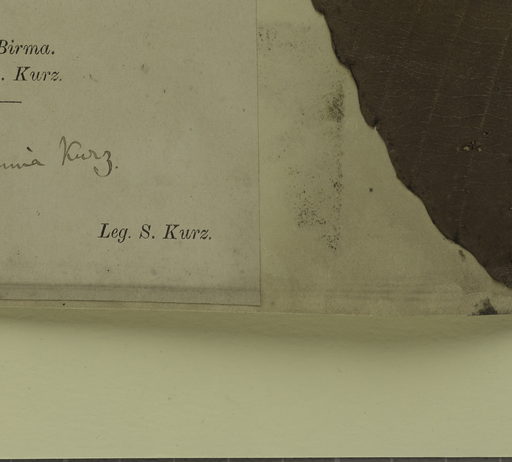 Birma.
. Kurz.
Kurz.
Leg. S. Kurz.